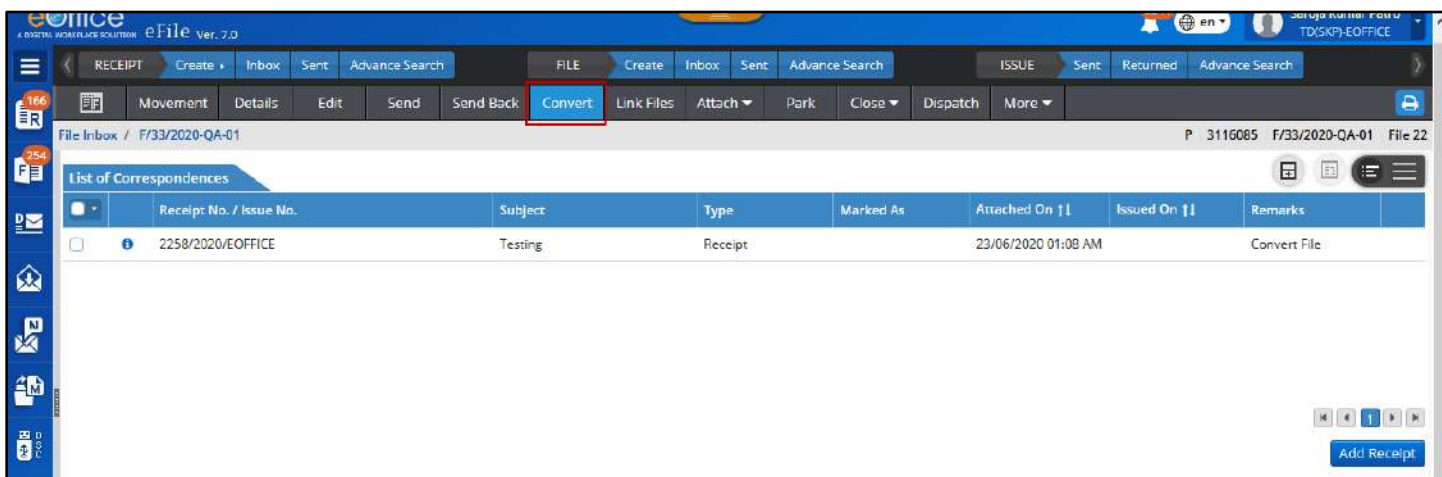 eOffice
A DIGITAL WORKPLACE SOLUTION eFile Ver. 7.0
en
TD(SKP)-EOFFICE
RECEIPT Create Inbox Sent Advance Search FILE Create Inbox Sent Advance Search ISSUE Sent Returned Advance Search
166
R
Movement Details Edit Send Send Back Convert Link Files Attach Park Close Dispatch More
File Inbox / F/33/2020-QA-01 P 3116085 F/33/2020-QA-01 File 22
254
F
List of Correspondences
Receipt No. / Issue No. Subject Type Marked As Attached On Issued On Remarks
D
2258/2020/EOFFICE Testing Receipt 23/06/2020 01:08 AM Convert File
N
M
1
DSC
Add Receipt